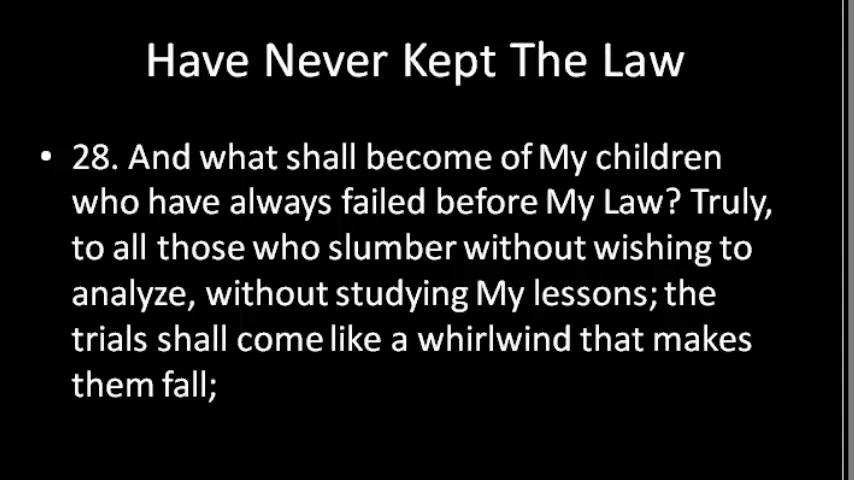 Have Never Kept The Law
• 28. And what shall become of My children
who have always failed before My Law? Truly,
to all those who slumber without wishing to
analyze, without studying My lessons; the
trials shall come like a whirlwind that makes
them fall;